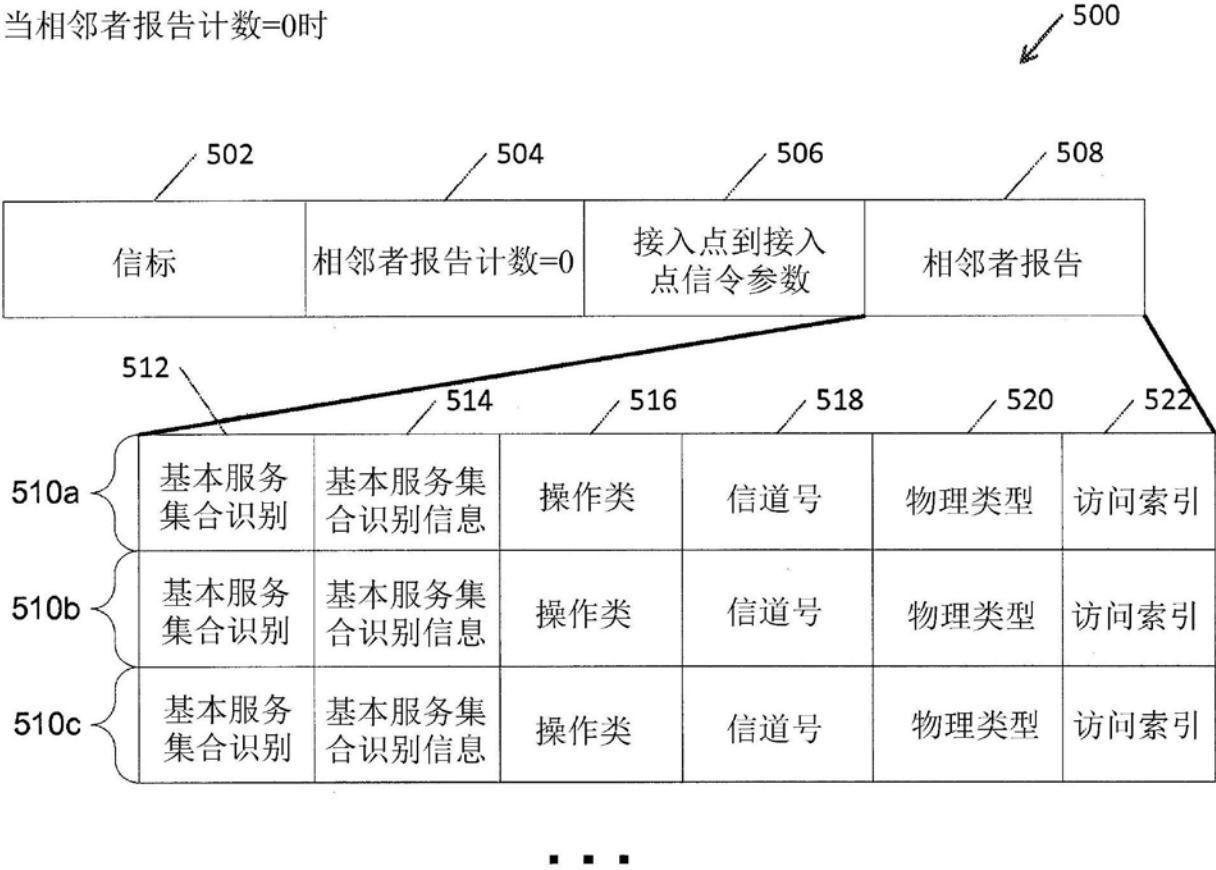 当相邻者报告计数=0时
500
502
504
506
508
信标
相邻者报告计数=0
接入点到接入
点信令参数
相邻者报告
512
514
516
518
520
522
510a
基本服务
集合识别
基本服务集
合识别信息
操作类
信道号
物理类型
访问索引
510b
基本服务
集合识别
基本服务集
合识别信息
操作类
信道号
物理类型
访问索引
510c
基本服务
集合识别
基本服务集
合识别信息
操作类
信道号
物理类型
访问索引
...